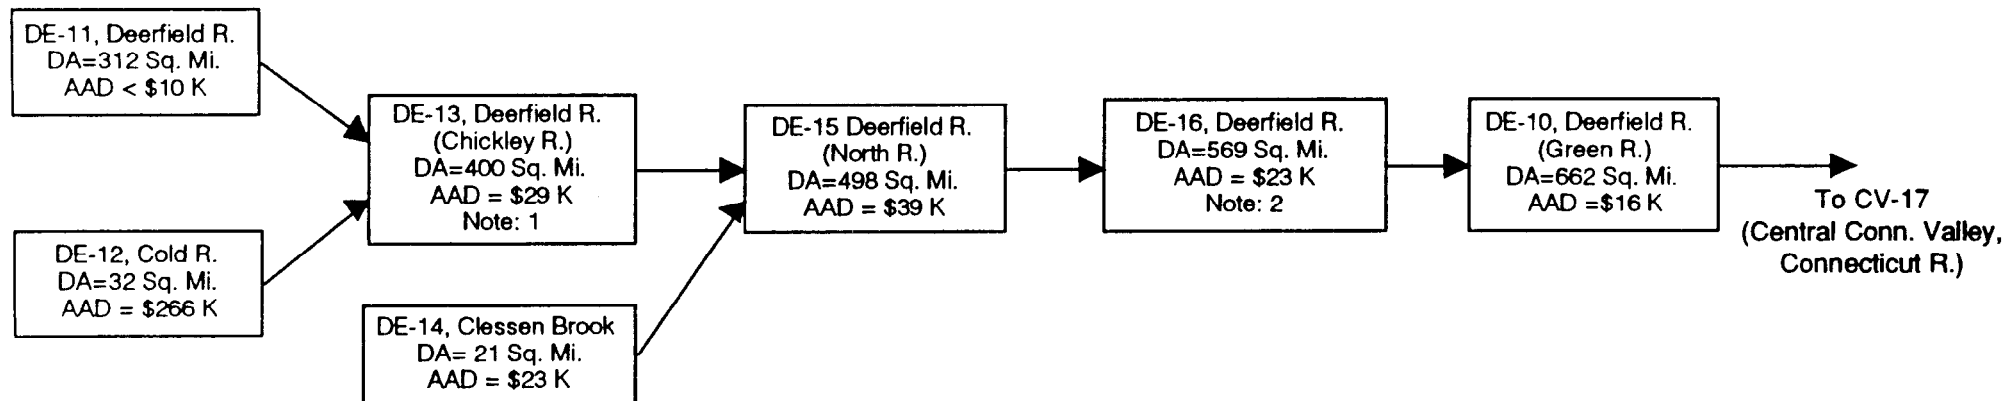 DE-11, Deerfield R.
DA=312 Sq. Mi.
AAD < $10 K
DE-12, Cold R.
DA=32 Sq. Mi.
AAD = $266 K
DE-13, Deerfield R.
(Chickley R.)
DA=400 Sq. Mi.
AAD = $29 K
Note: 1
DE-14, Clessen Brook
DA= 21 Sq. Mi.
AAD = $23 K
DE-15 Deerfield R.
(North R.)
DA=498 Sq. Mi.
AAD = $39 K
DE-16, Deerfield R.
DA=569 Sq. Mi.
AAD = $23 K
Note: 2
DE-10, Deerfield R.
(Green R.)
DA=662 Sq. Mi.
AAD =$16 K
To CV-17
(Central Conn. Valley,
Connecticut R.)